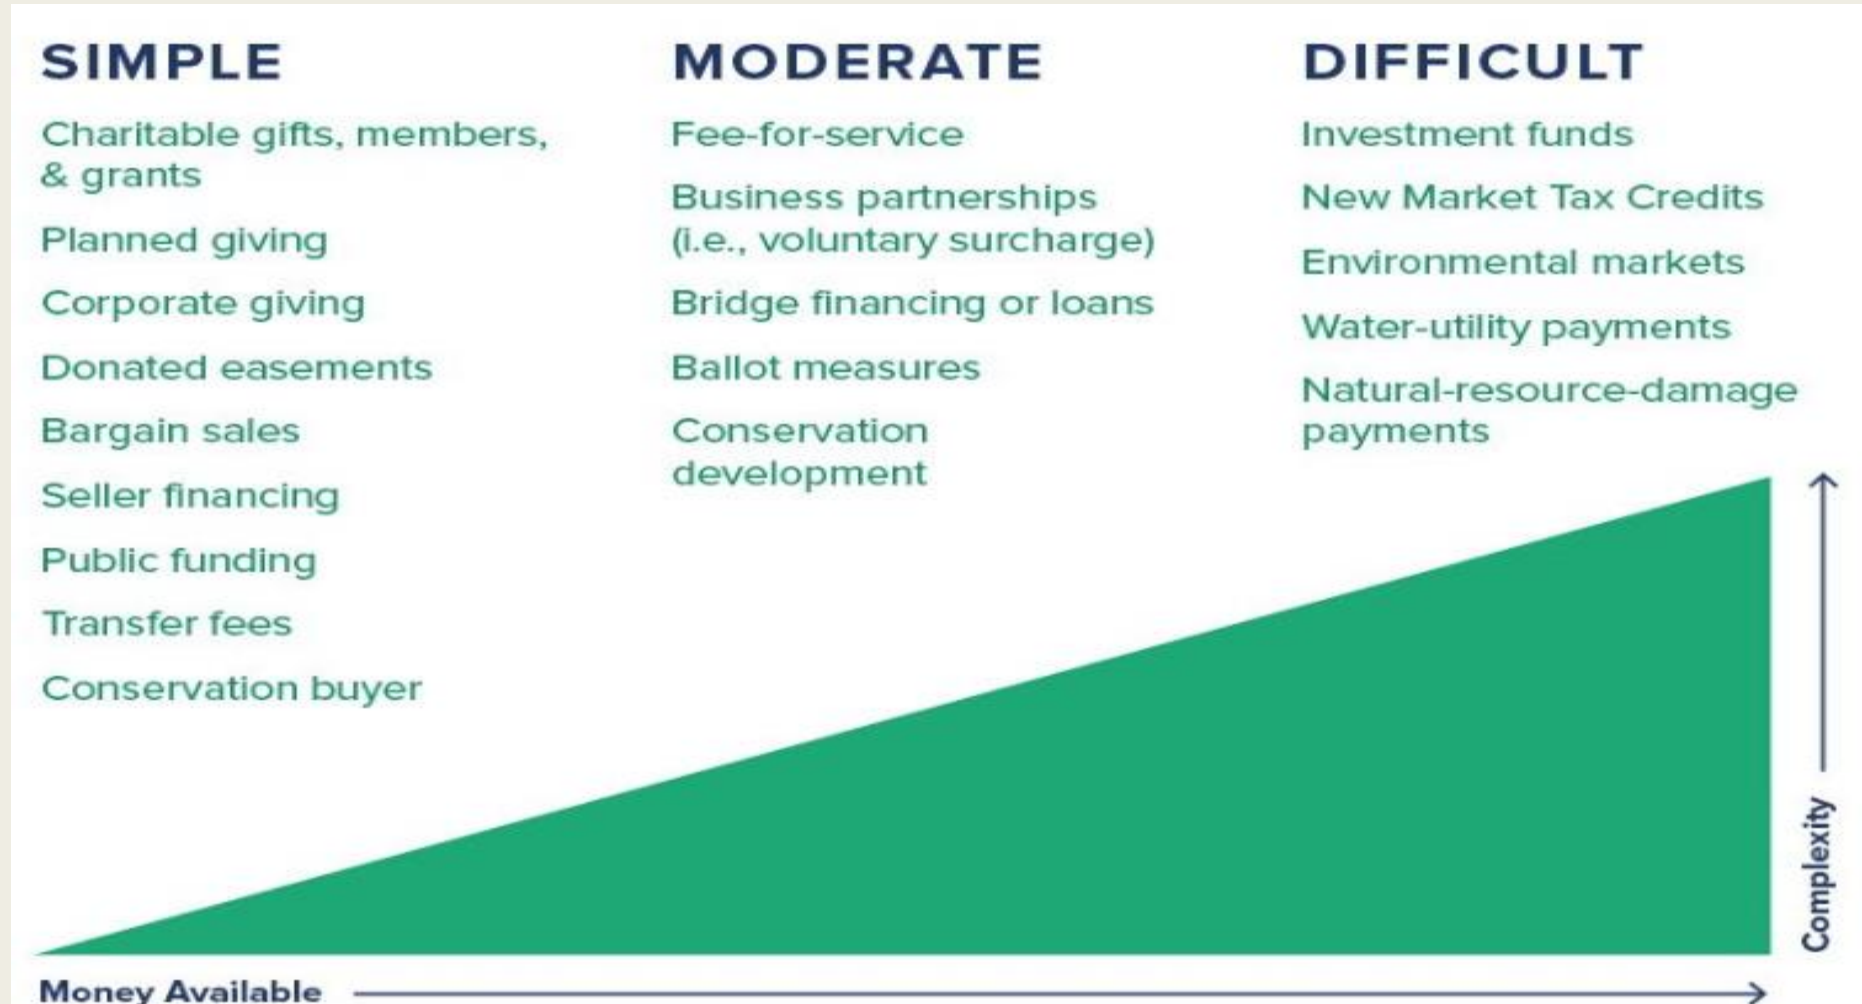 SIMPLE
Charitable gifts, members,
& grants
Planned giving
Corporate giving
Donated easements
Bargain sales
Seller financing
Public funding
Transfer fees
Conservation buyer
MODERATE
Fee-for-service
Business partnerships
(i.e., voluntary surcharge)
Bridge financing or loans
Ballot measures
Conservation
development
DIFFICULT
Investment funds
New Market Tax Credits
Environmental markets
Water-utility payments
Natural-resource-damage
payments
Complexity
Money Available